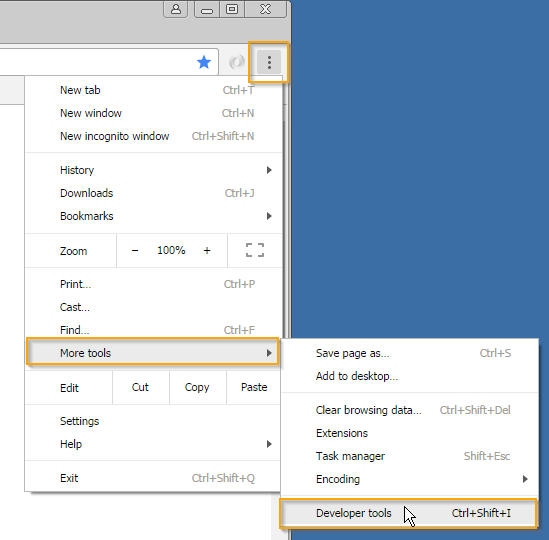 New tab Ctrl+T
New window Ctrl+N
New incognito window Ctrl+Shift+N
History
Downloads Ctrl+J
Bookmarks
Zoom − 100% +
Print... Ctrl+P
Cast...
Find... Ctrl+F
More tools
Edit Cut Copy Paste
Settings
Help
Exit Ctrl+Shift+Q
Save page as... Ctrl+S
Add to desktop...
Clear browsing data... Ctrl+Shift+Del
Extensions
Task manager Shift+Esc
Encoding
Developer tools Ctrl+Shift+I